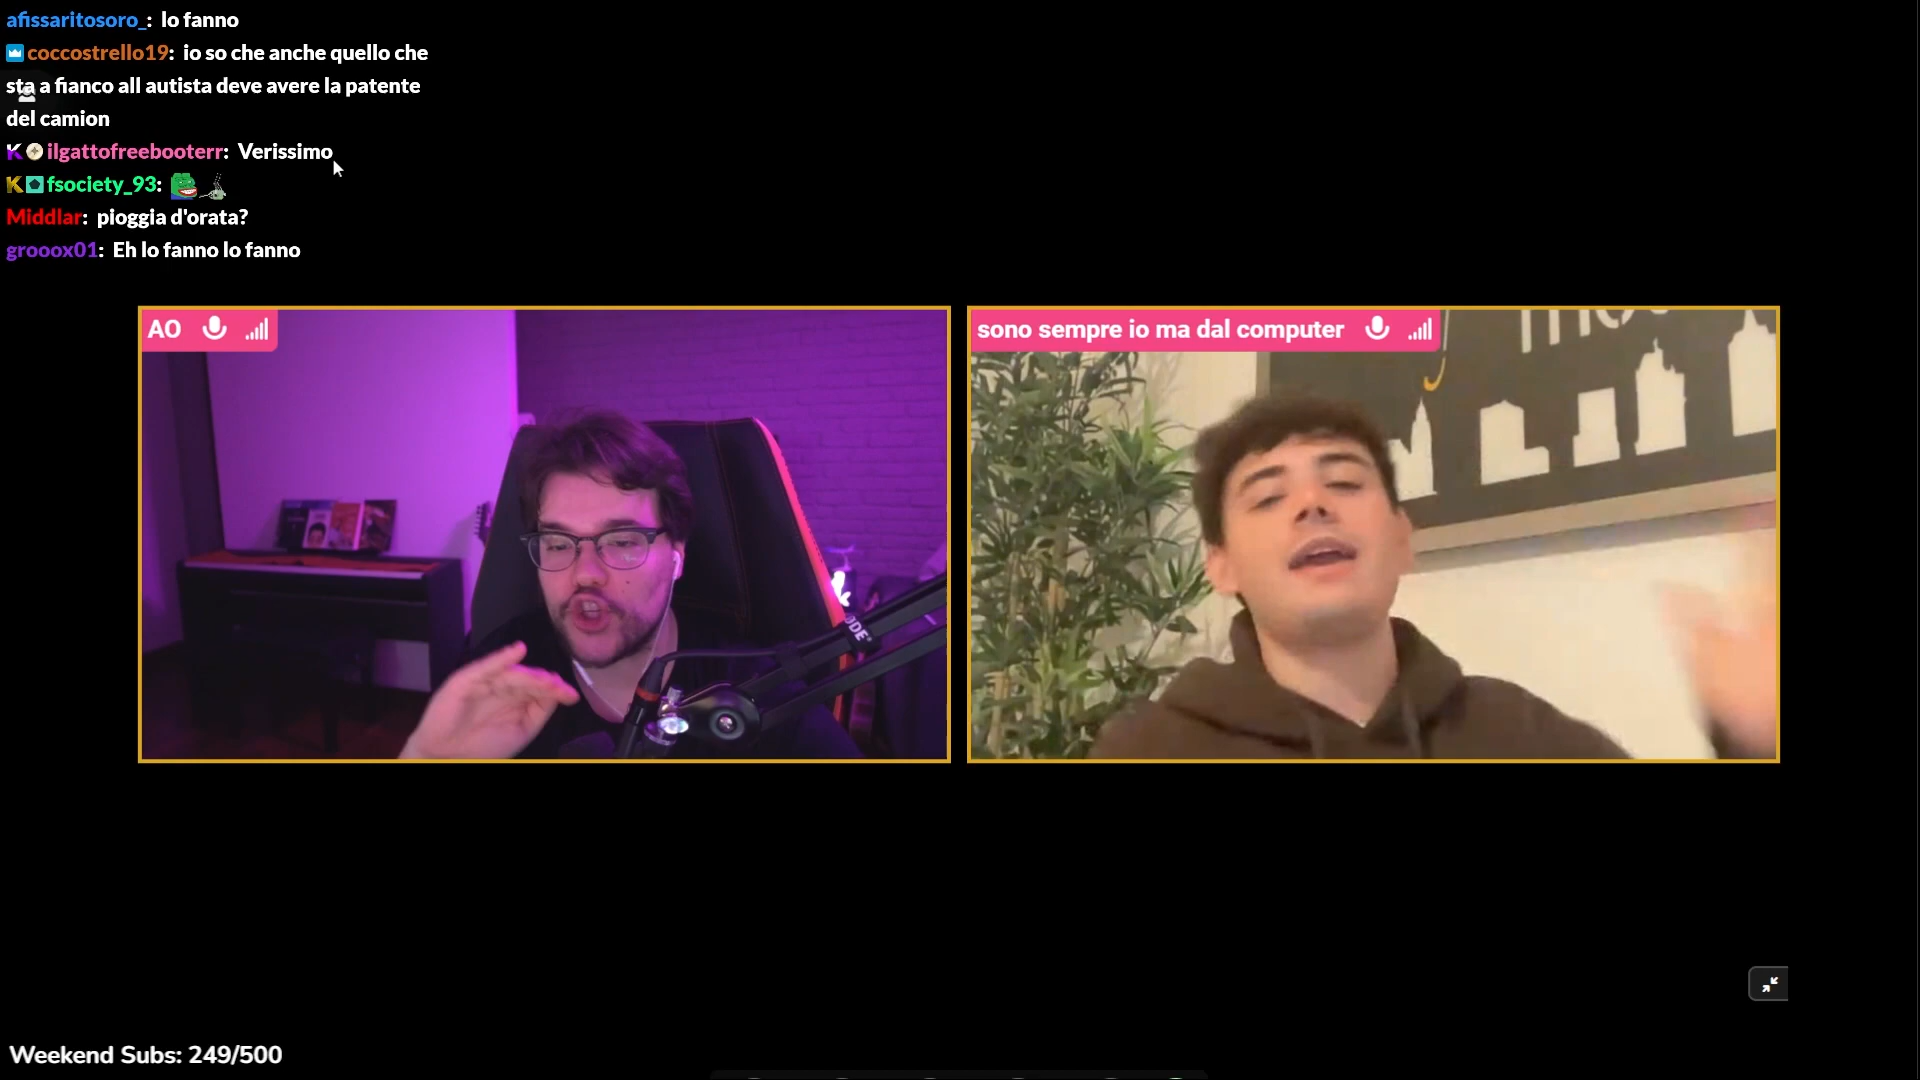 afissaritosoro_: lo fanno
coccostrello19: io so che anche quello che
sta a fianco all autista deve avere la patente
del camion
ilgattofreebooterr: Verissimo
fsociety_93:
Middlar: pioggia d'orata?
grooox01: Eh lo fanno lo fanno
AO
sono sempre io ma dal computer
Weekend Subs: 249/500